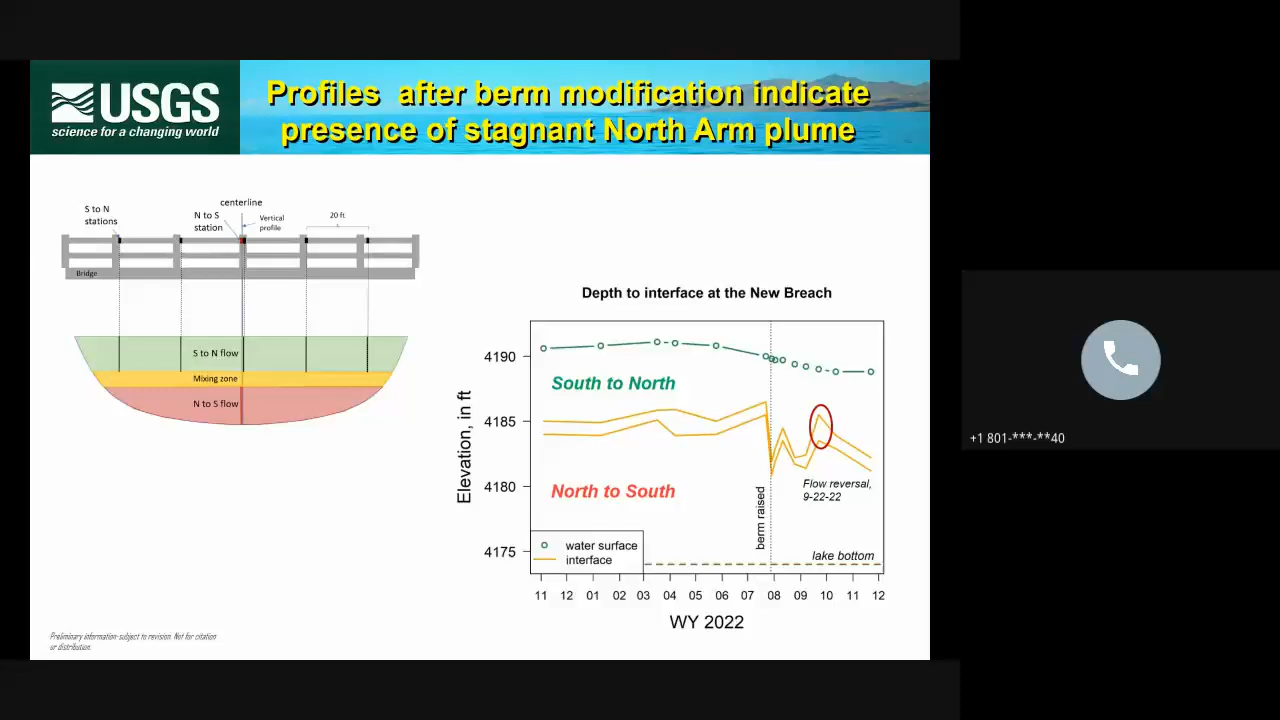 USGS
science for a changing world
Profiles after berm modification indicate
presence of stagnant North Arm plume
centerline
S to N
stations
N to S
station
Vertical
profile
20 ft
Bridge
S to N flow
Mixing zone
N to S flow
Depth to interface at the New Breach
Elevation, in ft
4190
4185
4180
4175
South to North
North to South
berm raised
Flow reversal,
9-22-22
lake bottom
water surface
interface
11 12 01 02 03 04 05 06 07 08 09 10 11 12
WY 2022
Preliminary information-subject to revision. Not for citation
or distribution.
+1 801-***-**40